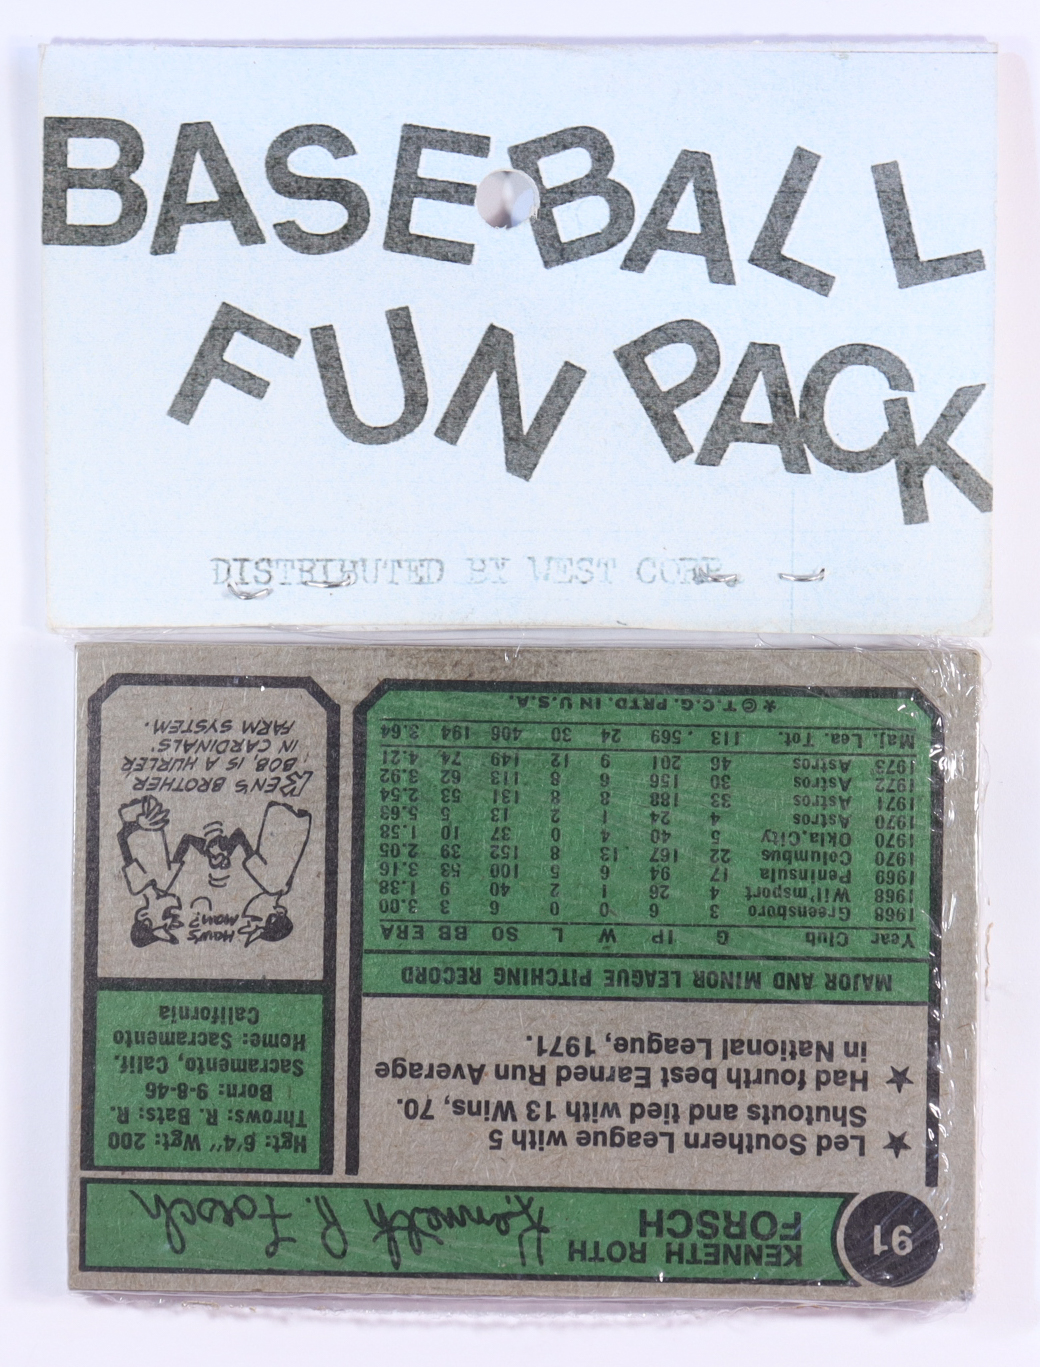 BASEBALL
FUN PACK
DISTRIBUTED BY WEST CORP.
91
KENNETH ROTH
FORSCH
Kenneth R. Forsch
Hgt: 6'4" Wgt: 200
Throws: R. Bats: R.
Born: 9-8-46
Sacramento, Calif.
Home: Sacramento
California
★ Led Southern League with 5
Shutouts and tied with 13 Wins, 70.
★ Had fourth best Earned Run Average
in National League, 1971.
MAJOR AND MINOR LEAGUE PITCHING RECORD
Year Club G IP W L SO BB ERA
1968 Greensboro 3 6 0 0 6 3 3.00
1968 Will'msport 4 26 1 2 40 9 1.38
1969 Peninsula 17 94 6 5 100 53 3.16
1970 Columbus 22 167 13 8 152 39 2.05
1970 Okla.City 5 40 4 0 37 10 1.58
1970 Astros 4 24 1 2 13 5 5.63
1971 Astros 33 188 8 8 131 53 2.54
1972 Astros 30 156 6 8 113 62 3.92
1973 Astros 46 201 9 12 149 74 4.21
Maj. Lea. Tot. 113 569 24 30 406 194 3.64
★ © T.C.G. PRTD. IN U.S.A.
HOW'S
MOM?
KEN'S BROTHER
BOB, IS A HURLER
IN CARDINALS'
FARM SYSTEM.